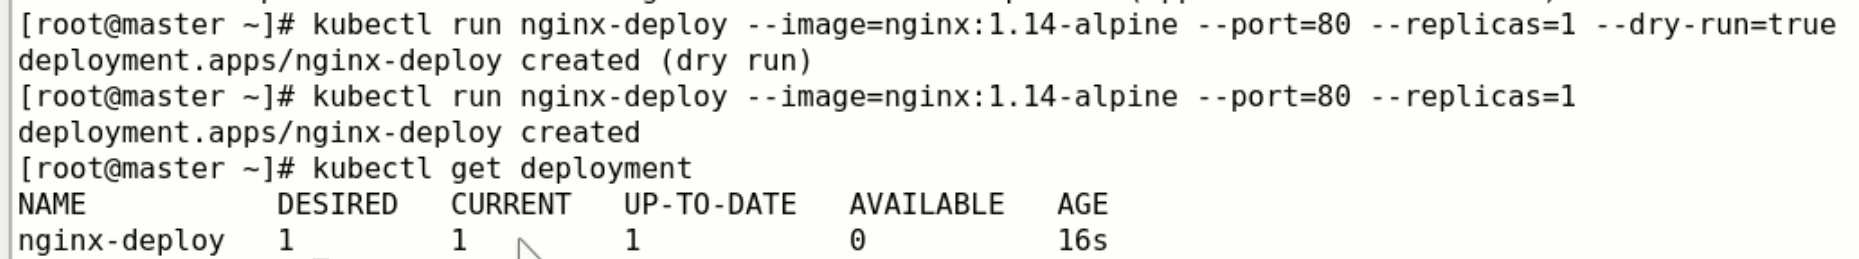 [root@master ~]# kubectl run nginx-deploy --image=nginx:1.14-alpine --port=80 --replicas=1 --dry-run=true
deployment.apps/nginx-deploy created (dry run)
[root@master ~]# kubectl run nginx-deploy --image=nginx:1.14-alpine --port=80 --replicas=1
deployment.apps/nginx-deploy created
[root@master ~]# kubectl get deployment
NAME DESIRED CURRENT UP-TO-DATE AVAILABLE AGE
nginx-deploy 1 1 1 0 16s